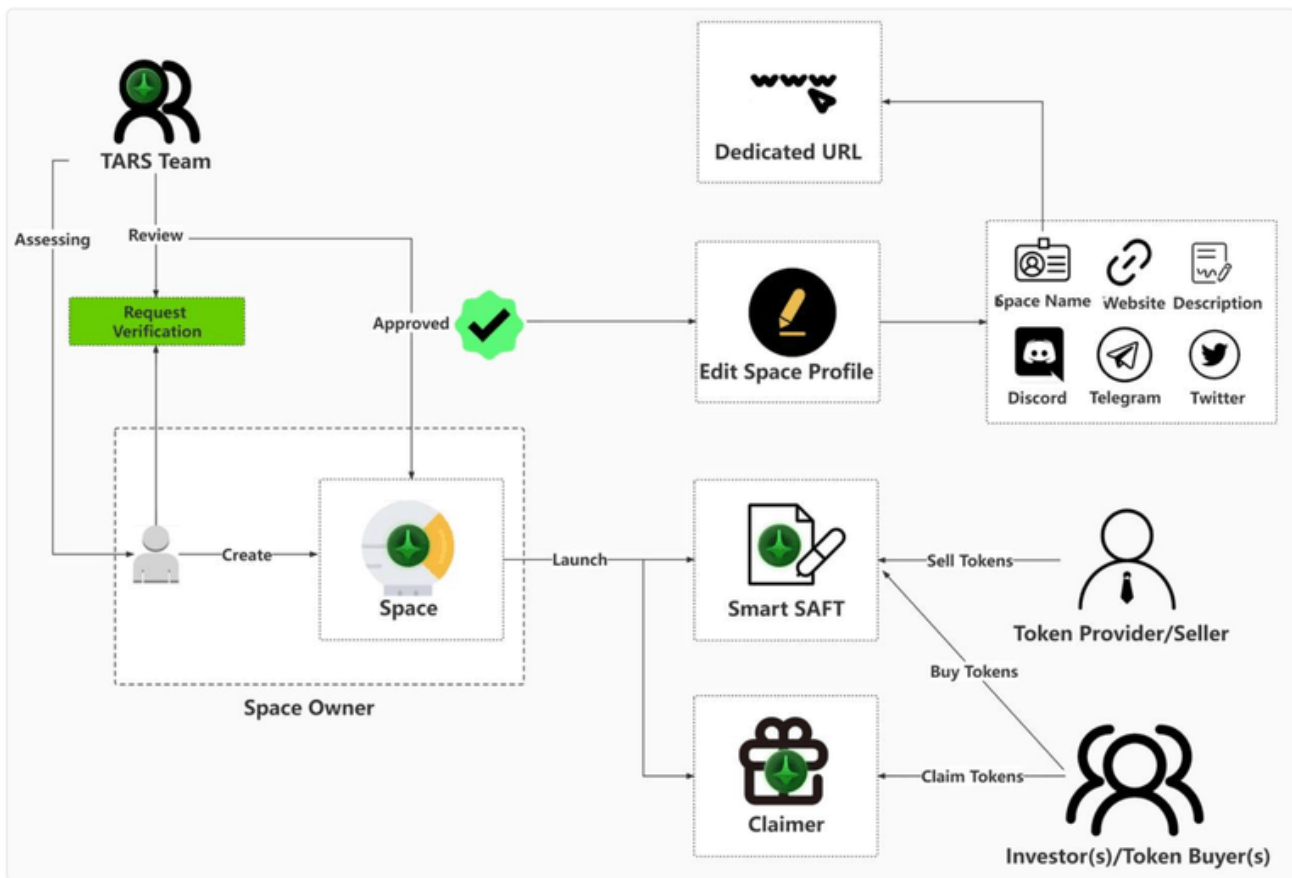 www
Dedicated URL
TARS Team
Assessing
Review
Request
Verification
Approved
Edit Space Profile
Space Name
Website
Description
Discord
Telegram
Twitter
Create
Space
Space Owner
Launch
Smart SAFT
Sell Tokens
Token Provider/Seller
Buy Tokens
Claimer
Claim Tokens
Investor(s)/Token Buyer(s)